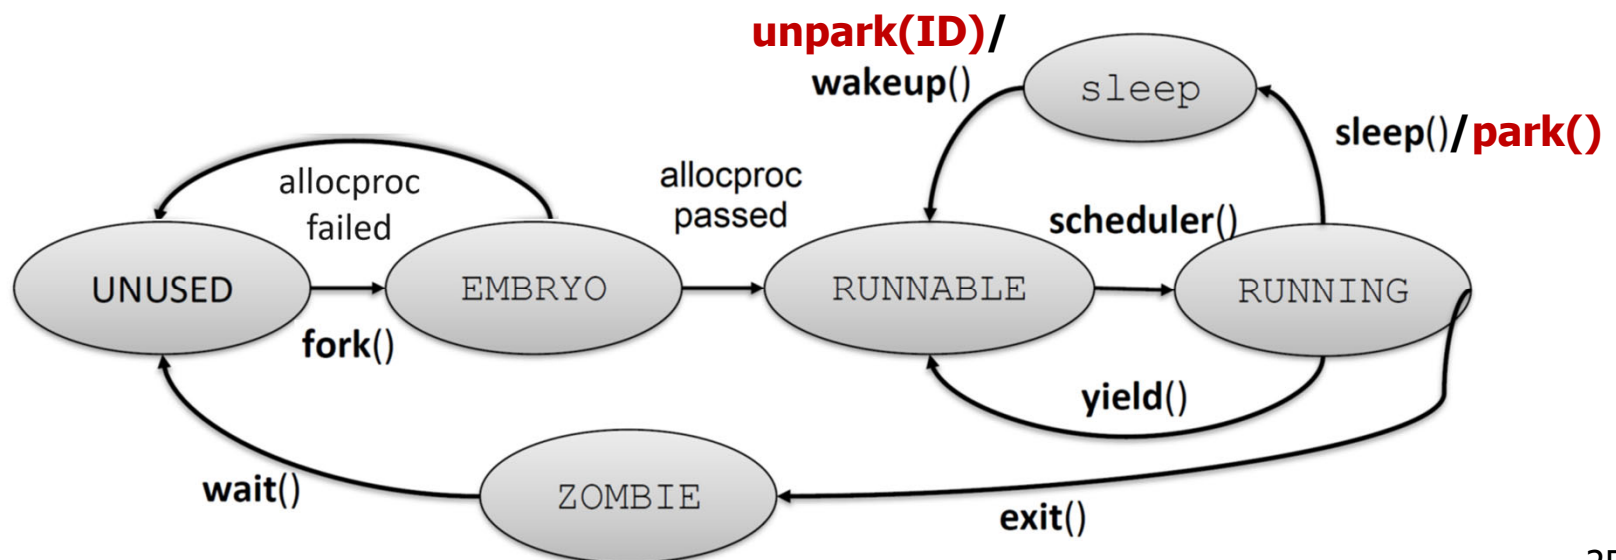 unpark(ID)/
wakeup()
sleep
sleep()/park()
allocproc
failed
allocproc
passed
scheduler()
UNUSED
EMBRYO
RUNNABLE
RUNNING
fork()
yield()
wait()
ZOMBIE
exit()